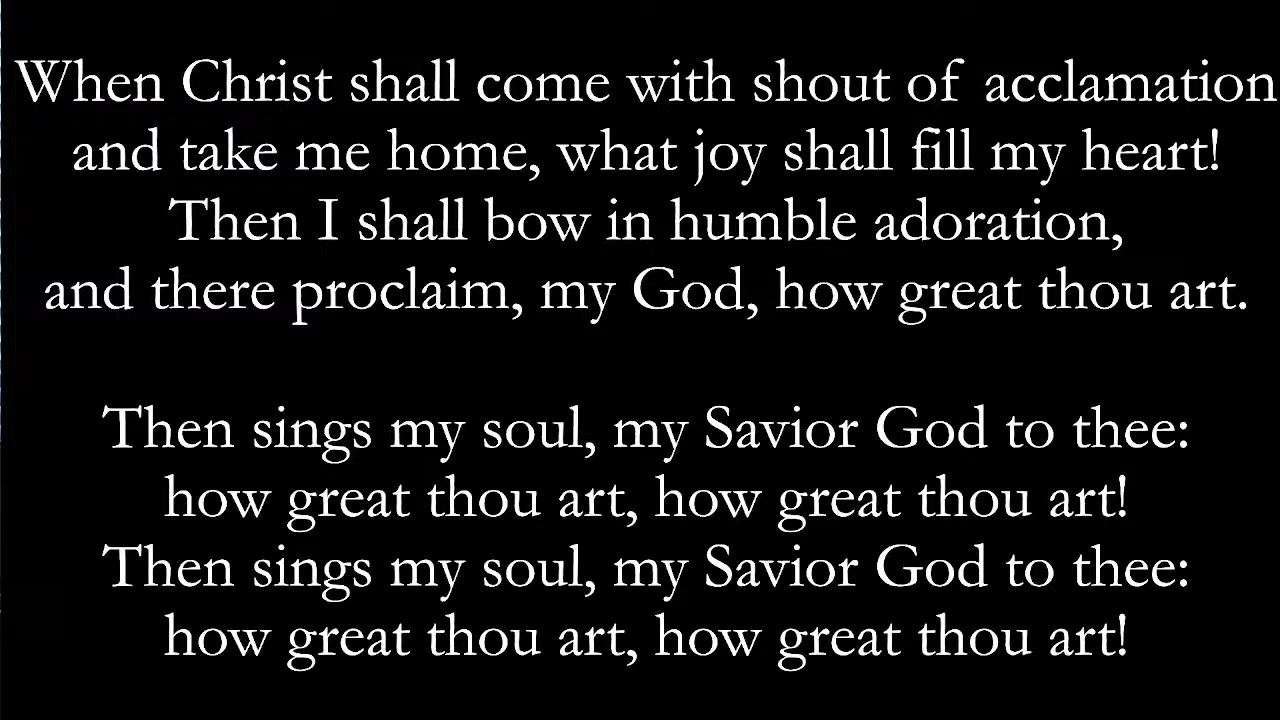 When Christ shall come with shout of acclamation
and take me home, what joy shall fill my heart!
Then I shall bow in humble adoration,
and there proclaim, my God, how great thou art.
Then sings my soul, my Savior God to thee:
how great thou art, how great thou art!
Then sings my soul, my Savior God to thee:
how great thou art, how great thou art!